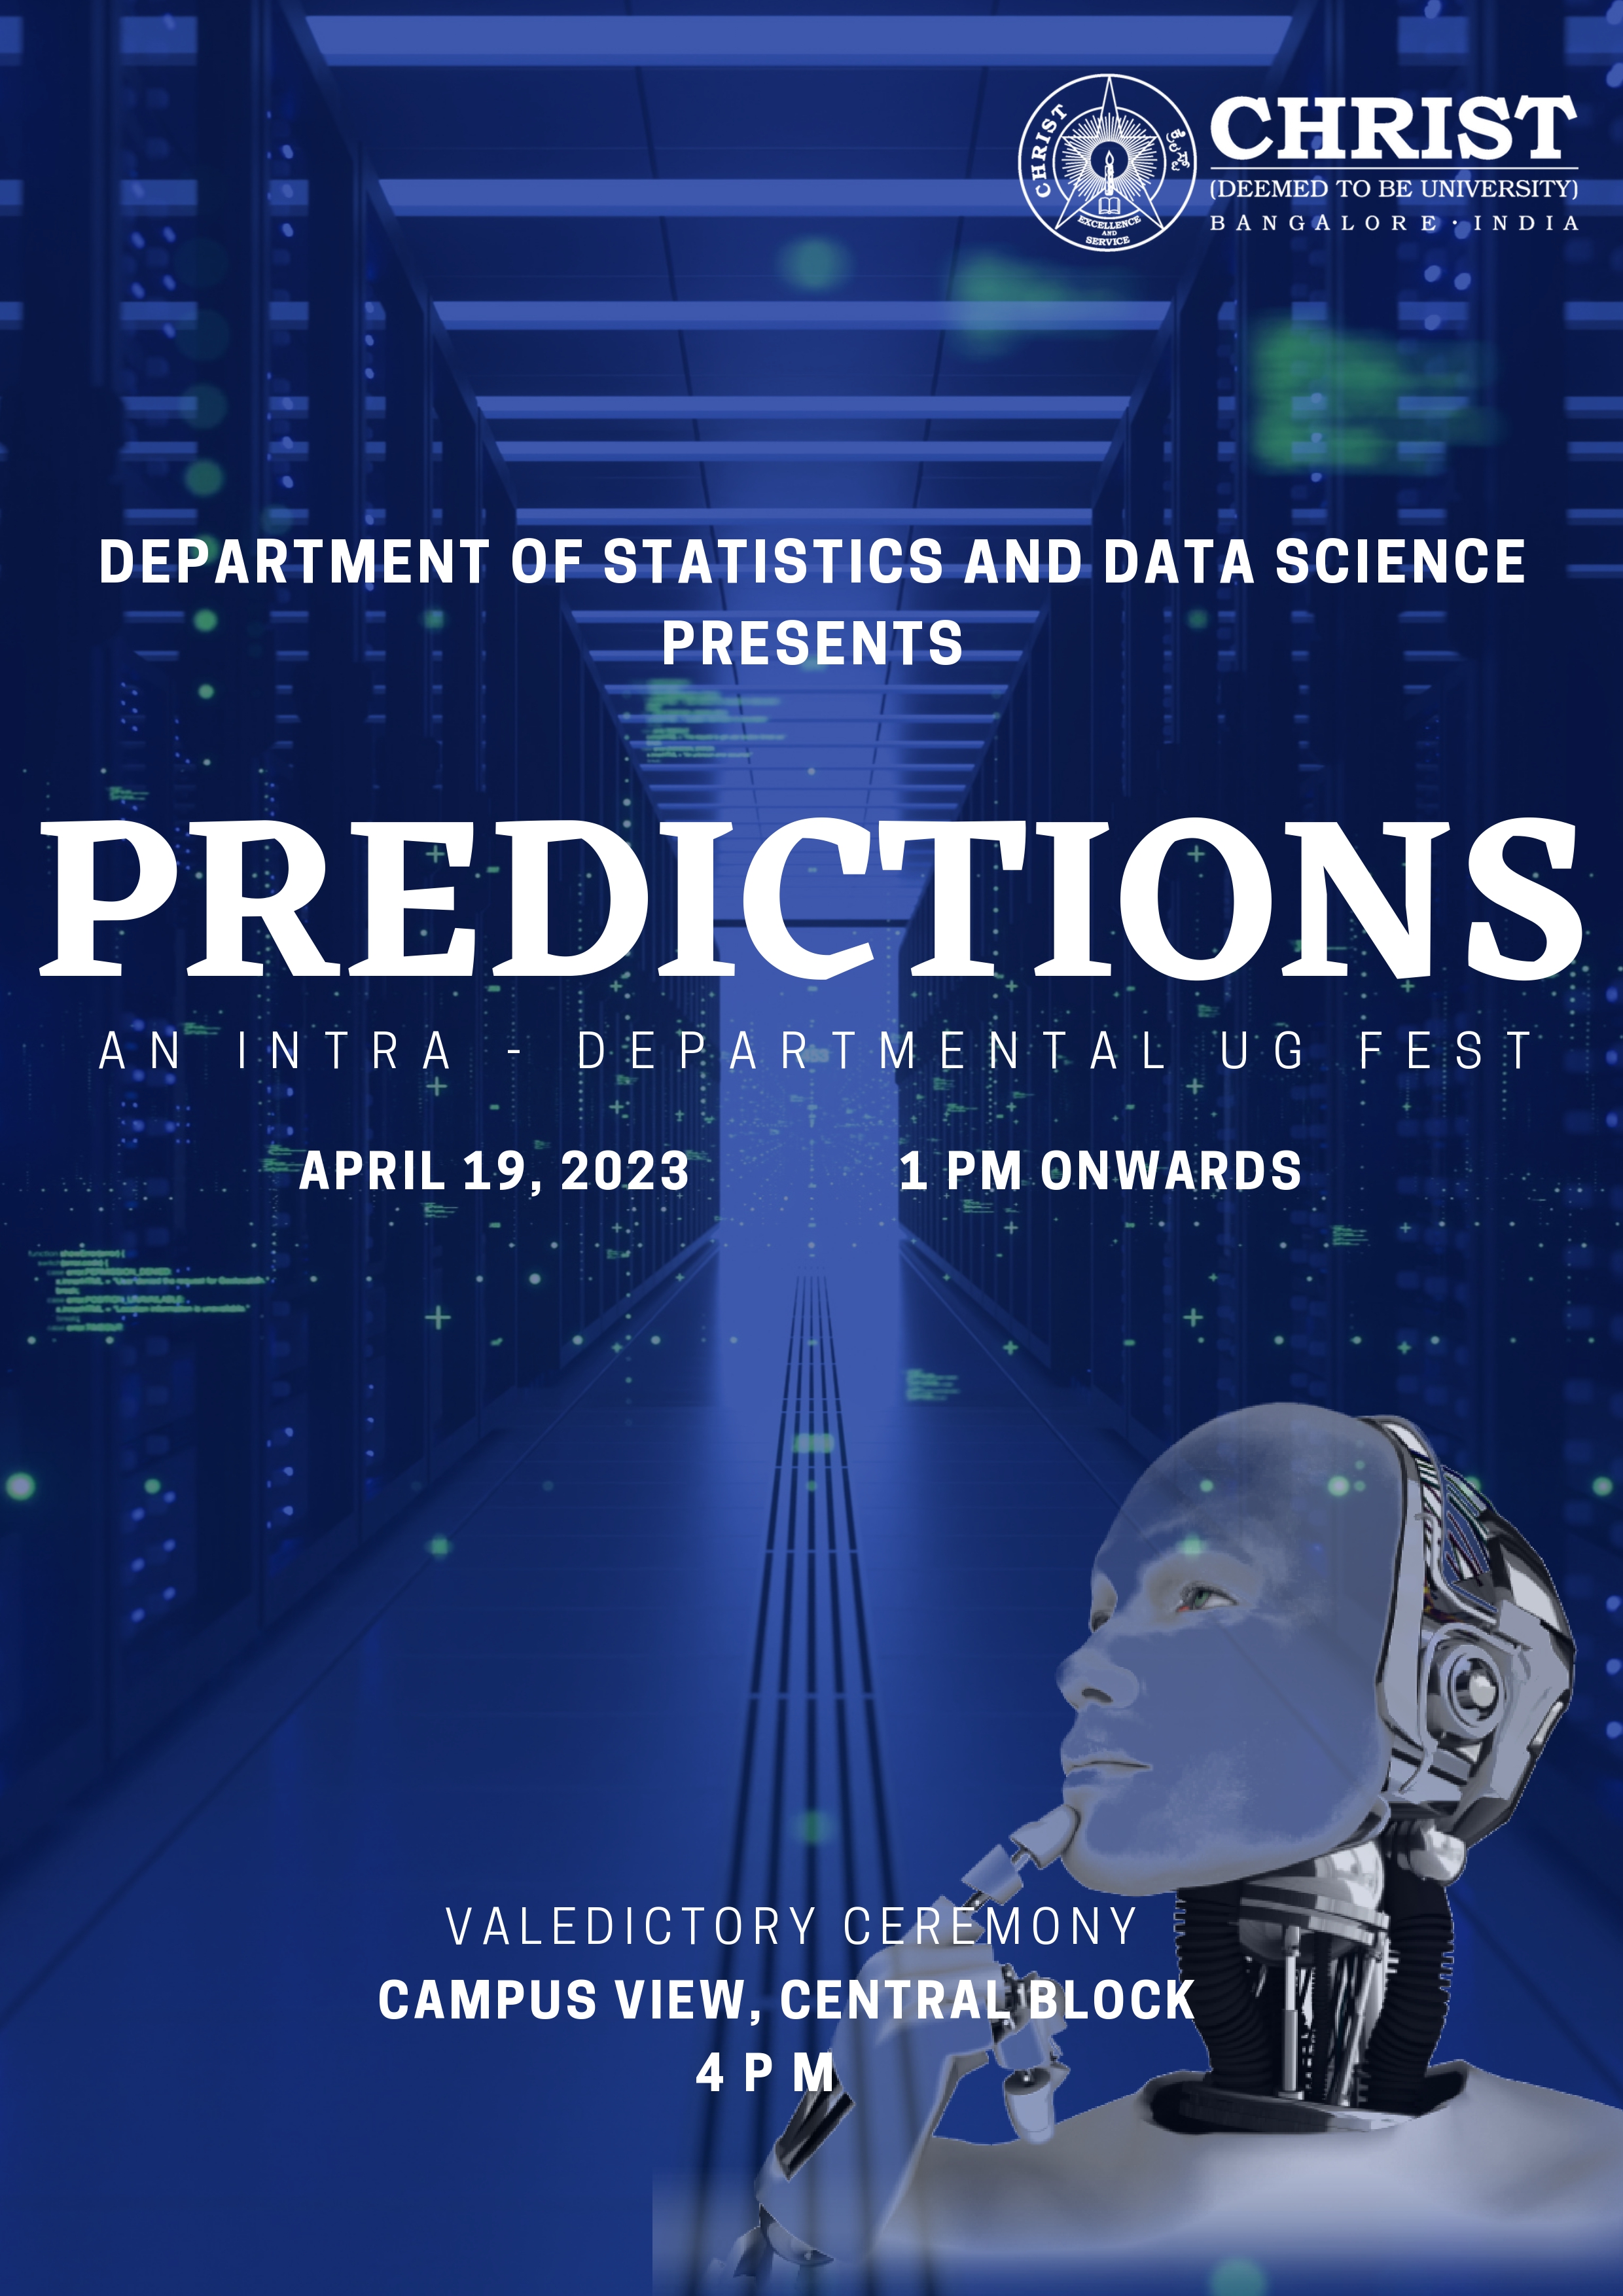 CHRIST
EXCELLENCE
AND
SERVICE
CHRIST
(DEEMED TO BE UNIVERSITY)
BANGALORE · INDIA
DEPARTMENT OF STATISTICS AND DATA SCIENCE
PRESENTS
PREDICTIONS
AN INTRA - DEPARTMENTAL UG FEST
APRIL 19, 2023 1 PM ONWARDS
VALEDICTORY CEREMONY
CAMPUS VIEW, CENTRAL BLOCK
4 PM